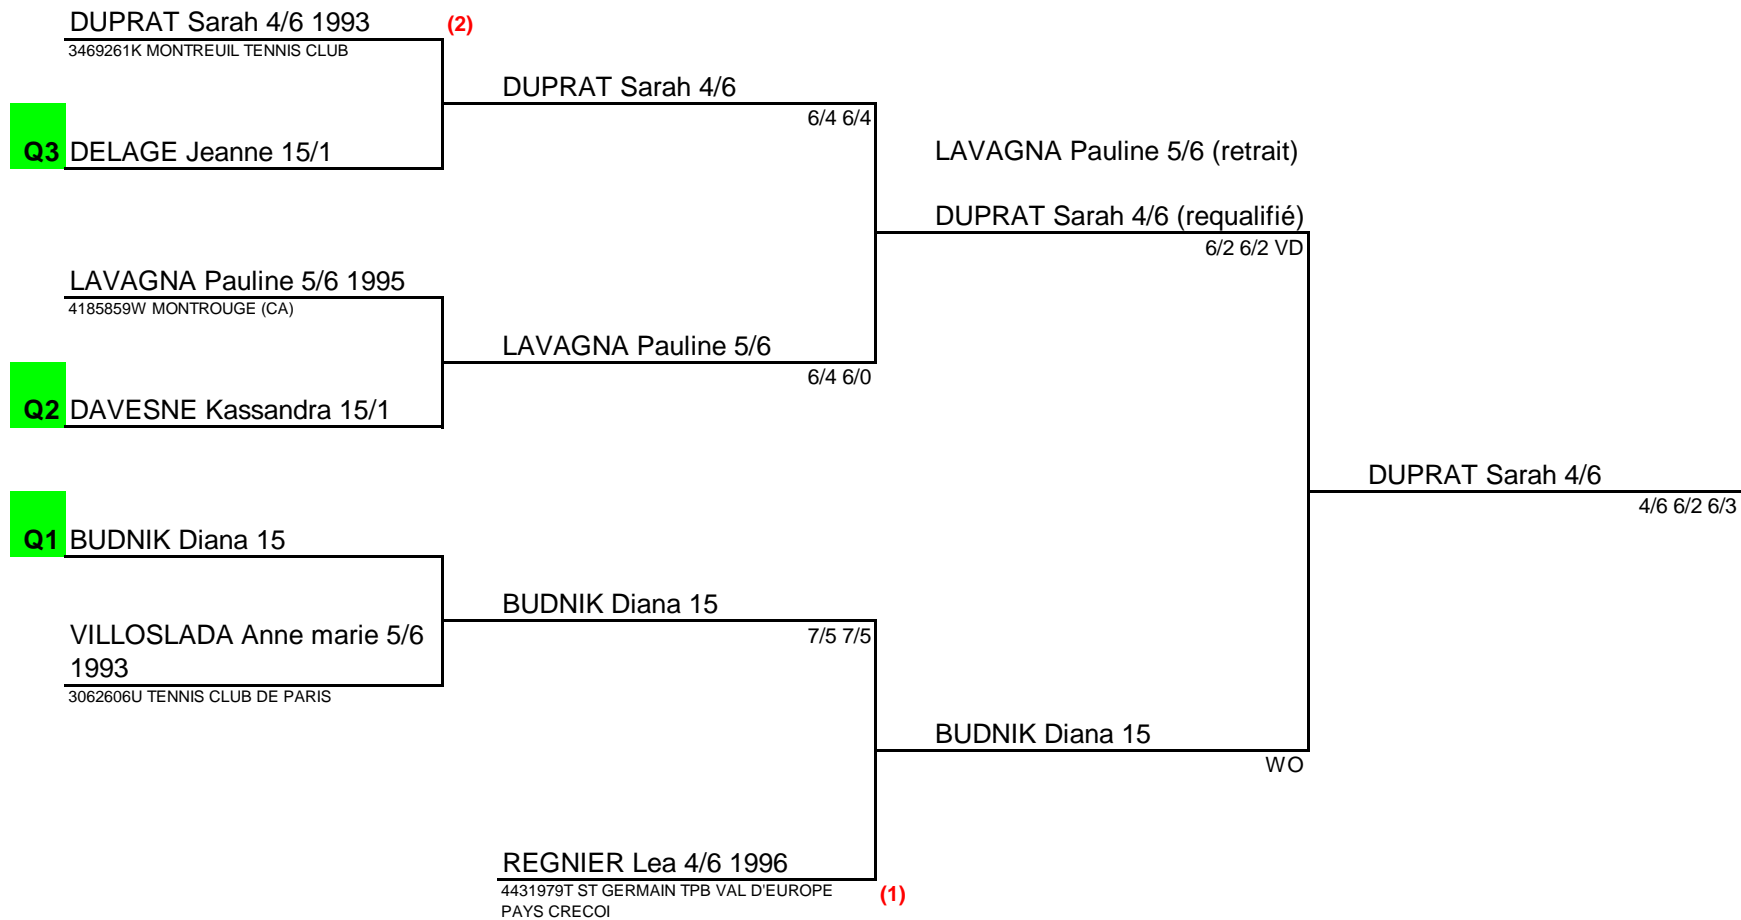 DUPRAT Sarah 4/6 1993
(2)
3469261K MONTREUIL TENNIS CLUB
DUPRAT Sarah 4/6
6/4 6/4
Q3 DELAGE Jeanne 15/1
LAVAGNA Pauline 5/6 (retrait)
DUPRAT Sarah 4/6 (requalifié)
6/2 6/2 VD
LAVAGNA Pauline 5/6 1995
4185859W MONTROUGE (CA)
LAVAGNA Pauline 5/6
6/4 6/0
Q2 DAVESNE Kassandra 15/1
DUPRAT Sarah 4/6
4/6 6/2 6/3
Q1 BUDNIK Diana 15
BUDNIK Diana 15
7/5 7/5
VILLOSLADA Anne marie 5/6
1993
3062606U TENNIS CLUB DE PARIS
BUDNIK Diana 15
WO
REGNIER Lea 4/6 1996
(1)
4431979T ST GERMAIN TPB VAL D'EUROPE
PAYS CRECOI